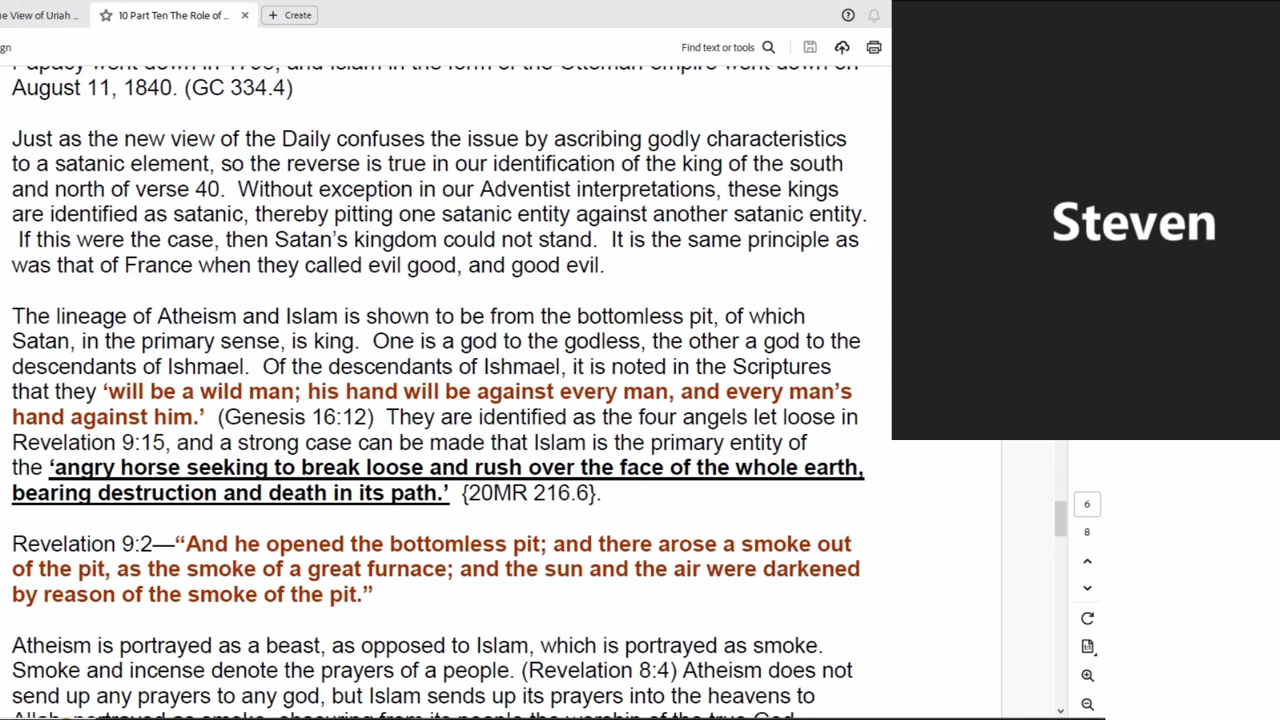 e View of Uriah ...
10 Part Ten The Role of ...
Create
gn
Find text or tools
August 11, 1840. (GC 334.4)
Just as the new view of the Daily confuses the issue by ascribing godly characteristics
to a satanic element, so the reverse is true in our identification of the king of the south
and north of verse 40.  Without exception in our Adventist interpretations, these kings
are identified as satanic, thereby pitting one satanic entity against another satanic entity.
If this were the case, then Satan’s kingdom could not stand.  It is the same principle as
was that of France when they called evil good, and good evil.
The lineage of Atheism and Islam is shown to be from the bottomless pit, of which
Satan, in the primary sense, is king.  One is a god to the godless, the other a god to the
descendants of Ishmael.  Of the descendants of Ishmael, it is noted in the Scriptures
that they ‘will be a wild man; his hand will be against every man, and every man’s
hand against him.’  (Genesis 16:12)  They are identified as the four angels let loose in
Revelation 9:15, and a strong case can be made that Islam is the primary entity of
the ‘angry horse seeking to break loose and rush over the face of the whole earth,
bearing destruction and death in its path.’  {20MR 216.6}.
Revelation 9:2—“And he opened the bottomless pit; and there arose a smoke out
of the pit, as the smoke of a great furnace; and the sun and the air were darkened
by reason of the smoke of the pit.”
Atheism is portrayed as a beast, as opposed to Islam, which is portrayed as smoke.
Smoke and incense denote the prayers of a people. (Revelation 8:4) Atheism does not
send up any prayers to any god, but Islam sends up its prayers into the heavens to
Steven
6
8